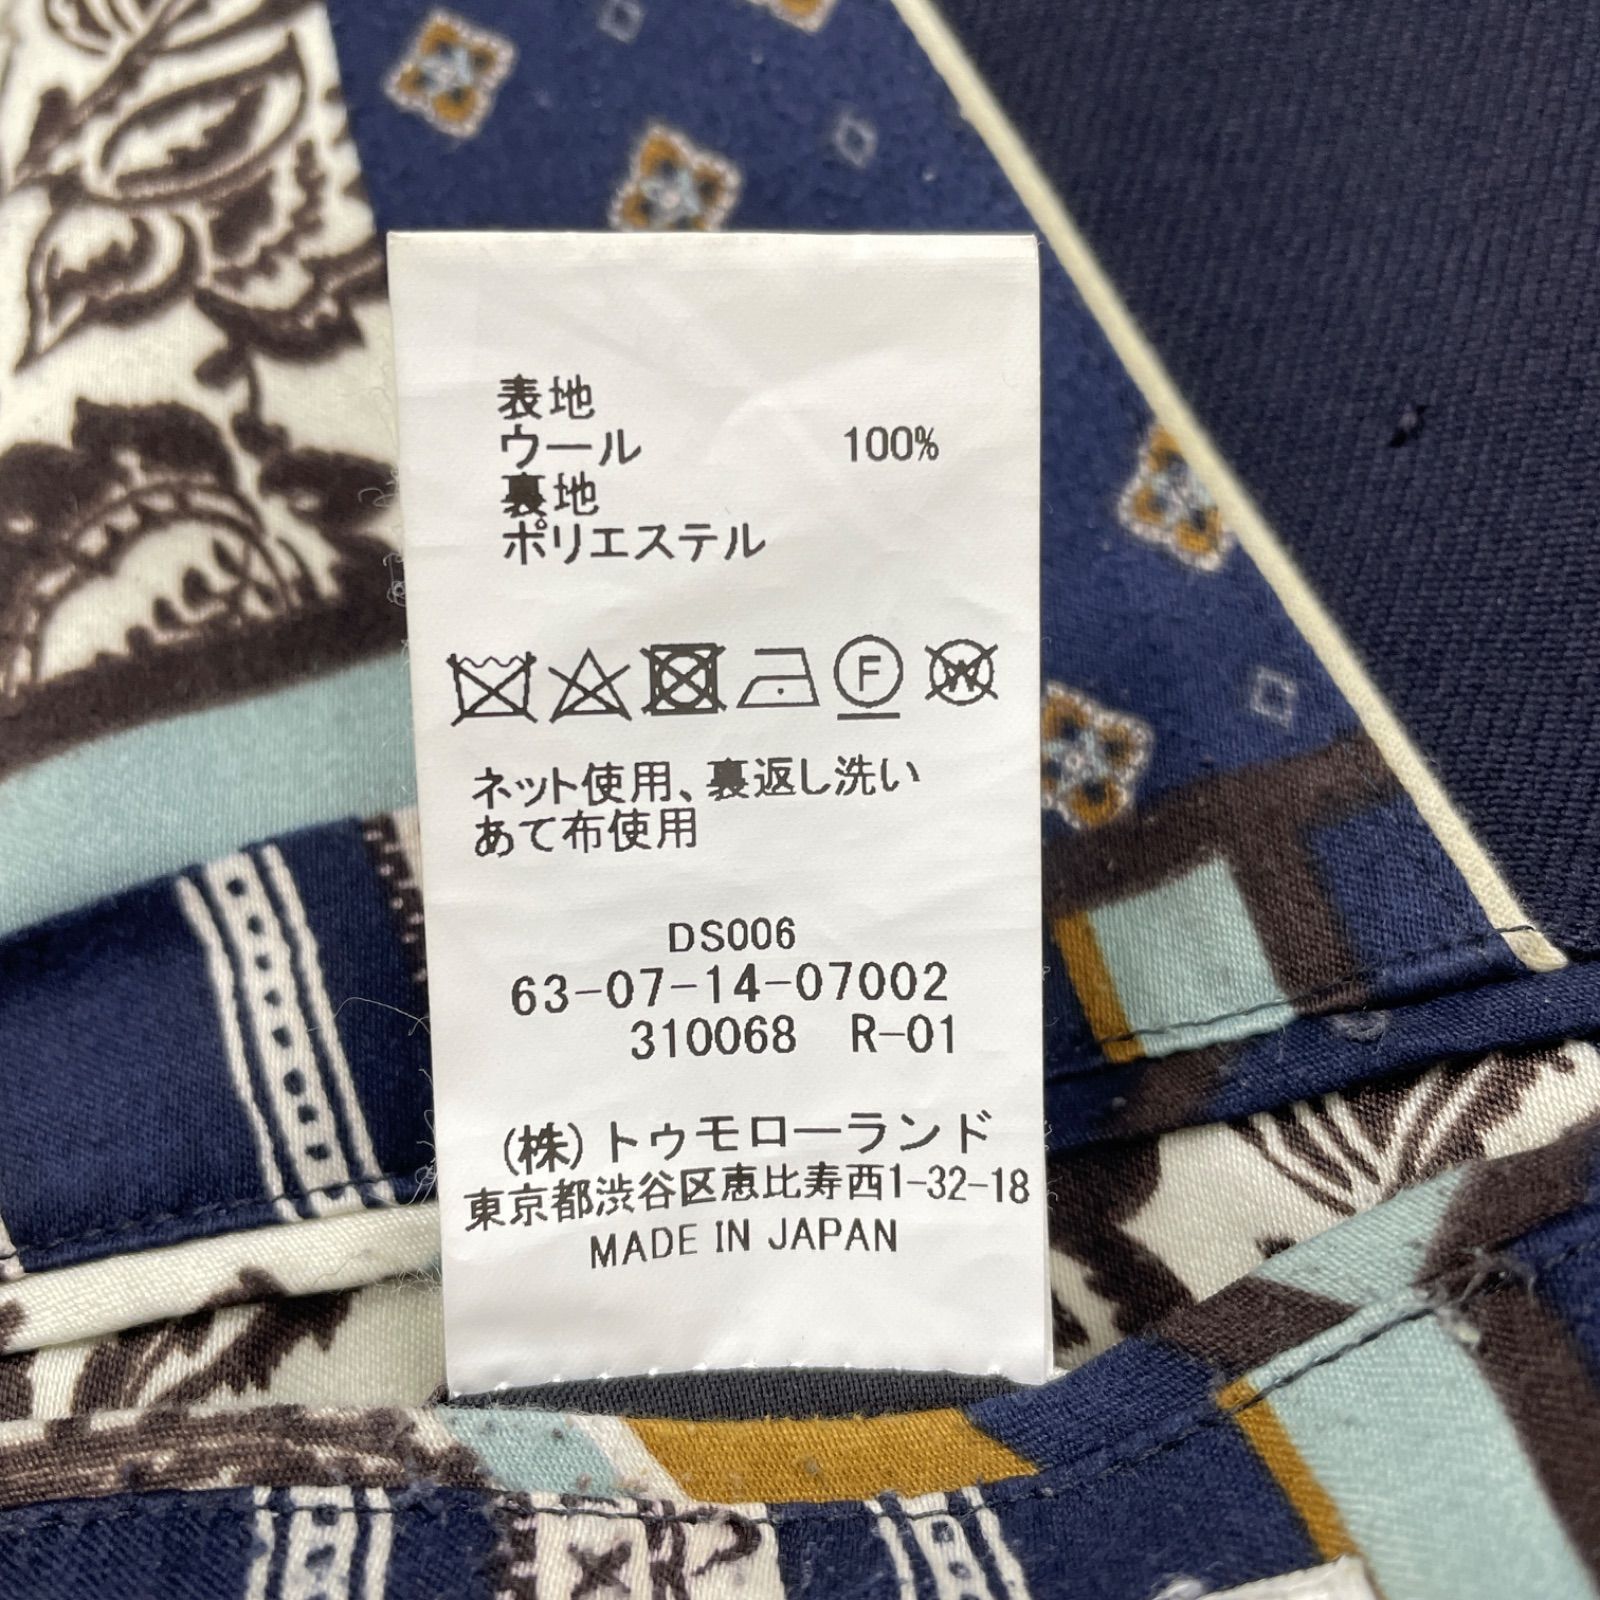 表地
ウール 100%
裏地
ポリエステル
F
W
ネット使用、裏返し洗い
あて布使用
DS006
63-07-14-07002
310068 R-01
(株)トゥモローランド
東京都渋谷区恵比寿西1-32-18
MADE IN JAPAN